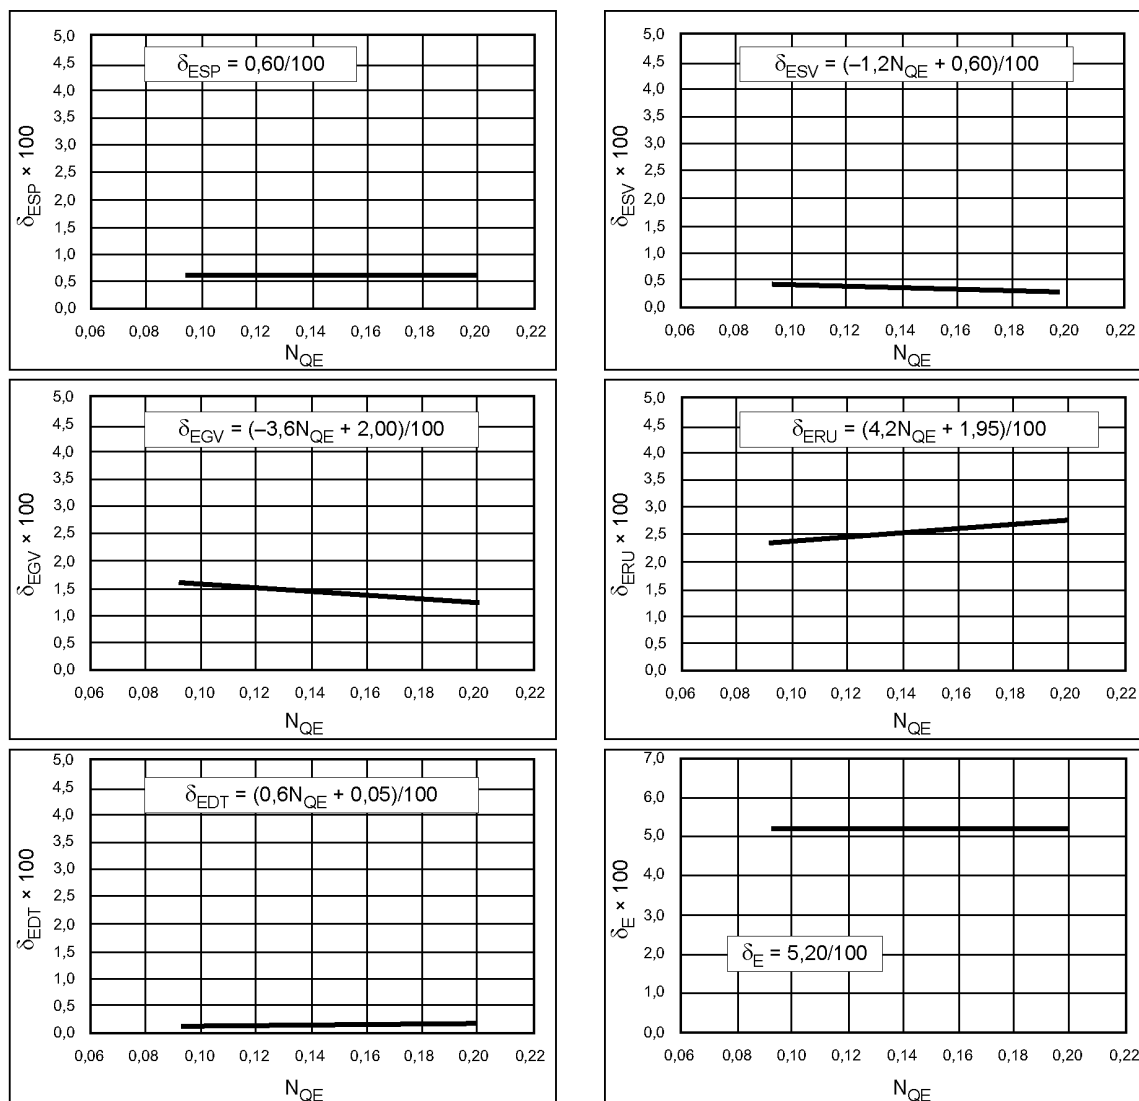 5,0
4,5
4,0
3,5
3,0
2,5
2,0
1,5
1,0
0,5
0,0
δESP × 100
δESP = 0,60/100
0,06 0,08 0,10 0,12 0,14 0,16 0,18 0,20 0,22
NQE
5,0
4,5
4,0
3,5
3,0
2,5
2,0
1,5
1,0
0,5
0,0
δESV × 100
δESV = (–1,2NQE + 0,60)/100
0,06 0,08 0,10 0,12 0,14 0,16 0,18 0,20 0,22
NQE
5,0
4,5
4,0
3,5
3,0
2,5
2,0
1,5
1,0
0,5
0,0
δEGV × 100
δEGV = (–3,6NQE + 2,00)/100
0,06 0,08 0,10 0,12 0,14 0,16 0,18 0,20 0,22
NQE
5,0
4,5
4,0
3,5
3,0
2,5
2,0
1,5
1,0
0,5
0,0
δERU × 100
δERU = (4,2NQE + 1,95)/100
0,06 0,08 0,10 0,12 0,14 0,16 0,18 0,20 0,22
NQE
5,0
4,5
4,0
3,5
3,0
2,5
2,0
1,5
1,0
0,5
0,0
δEDT × 100
δEDT = (0,6NQE + 0,05)/100
0,06 0,08 0,10 0,12 0,14 0,16 0,18 0,20 0,22
NQE
7,0
6,0
5,0
4,0
3,0
2,0
1,0
0,0
δE × 100
δE = 5,20/100
0,06 0,08 0,10 0,12 0,14 0,16 0,18 0,20 0,22
NQE